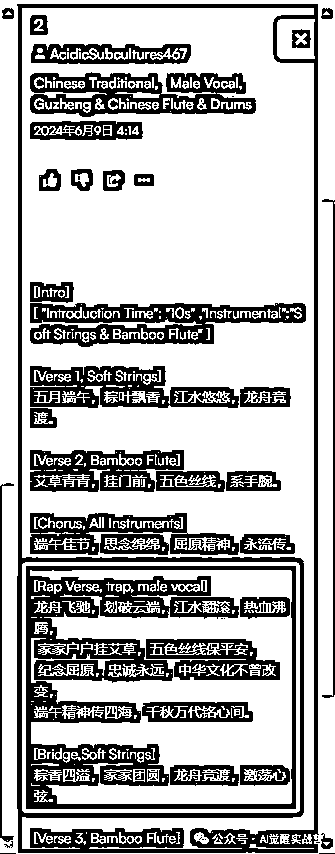 2
AcidicSubcultures467
Chinese Traditional, Male Vocal,
Guzheng & Chinese Flute & Drums
2024年6月9日 4:14
[Intro]
[ "Introduction Time": "10s" ,"Instrumental":"S
oft Strings & Bamboo Flute" ]
[Verse 1, Soft Strings]
五月端午，粽叶飘香，江水悠悠，龙舟竞
渡。
[Verse 2, Bamboo Flute]
艾草青青，挂门前，五色丝线，系手腕。
[Chorus, All Instruments]
端午佳节，思念绵绵，屈原精神，永流传。
[Rap Verse, trap, male vocal]
龙舟飞驰，划破云端，江水翻滚，热血沸
腾，
家家户户挂艾草，五色丝线保平安，
纪念屈原，忠诚永远，中华文化不曾改
变，
端午精神传四海，千秋万代铭心间。
[Bridge,Soft Strings]
粽香四溢，家家团圆，龙舟竞渡，激荡心
弦。
[Verse 3, Bamboo Flute]
公众号·AI觉醒实战营